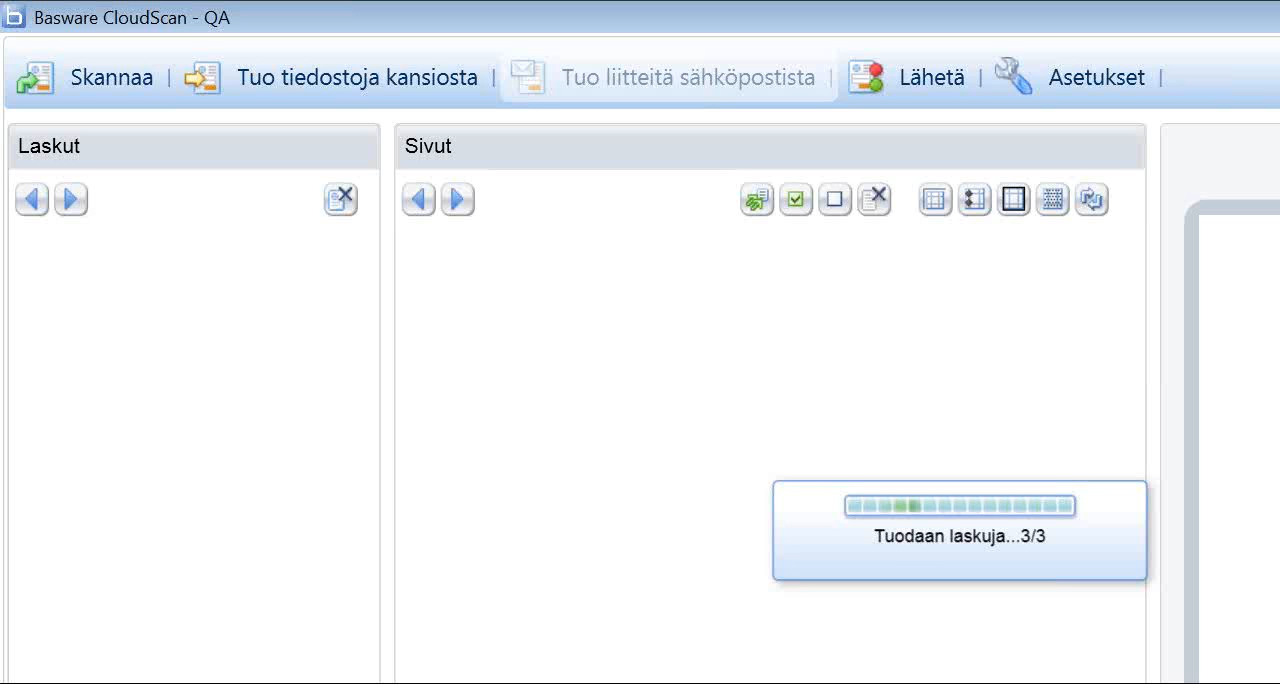 Basware CloudScan - QA
Skannaa | Tuo tiedostoja kansiosta | Tuo liitteitä sähköpostista | Lähetä | Asetukset |
Laskut
Sivut
Tuodaan laskuja...3/3